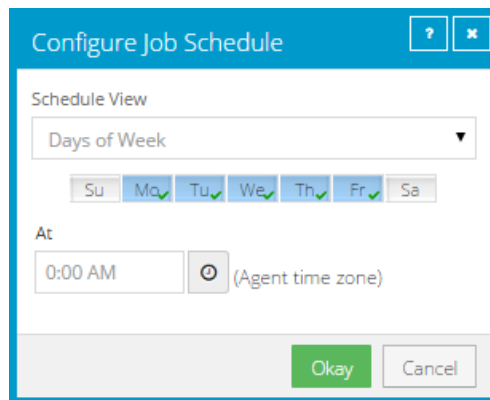 Configure Job Schedule ? ×
Schedule View
Days of Week
Su Mo Tu We Th Fr Sa
At
0:00 AM (Agent time zone)
Okay Cancel